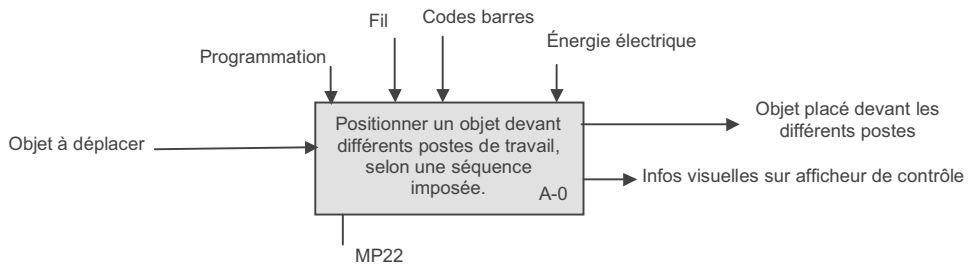 Codes barres
Fil
Énergie électrique
Programmation
Objet à déplacer
Positionner un objet devant
différents postes de travail,
selon une séquence
imposée.
A-0
Objet placé devant les
différents postes
Infos visuelles sur afficheur de contrôle
MP22